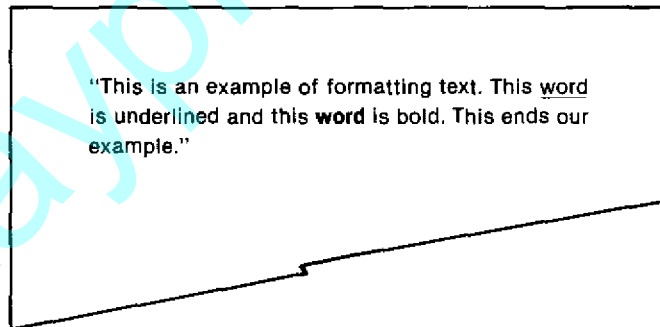 “This is an example of formatting text. This word
is underlined and this word is bold. This ends our
example.”